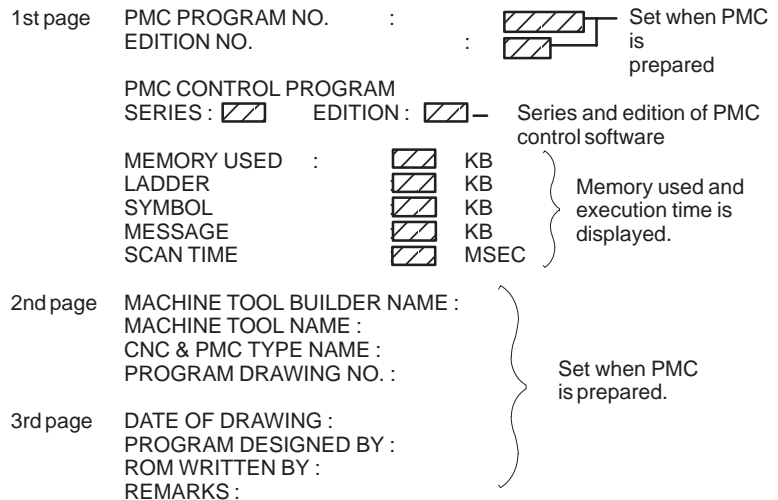 1st page PMC PROGRAM NO. : Set when PMC
EDITION NO. : is
prepared
PMC CONTROL PROGRAM
SERIES : EDITION : – Series and edition of PMC
control software
MEMORY USED : KB
LADDER KB Memory used and
SYMBOL KB execution time is
MESSAGE KB displayed.
SCAN TIME MSEC
2nd page MACHINE TOOL BUILDER NAME :
MACHINE TOOL NAME :
CNC & PMC TYPE NAME :
PROGRAM DRAWING NO. : Set when PMC
is prepared.
3rd page DATE OF DRAWING :
PROGRAM DESIGNED BY :
ROM WRITTEN BY :
REMARKS :